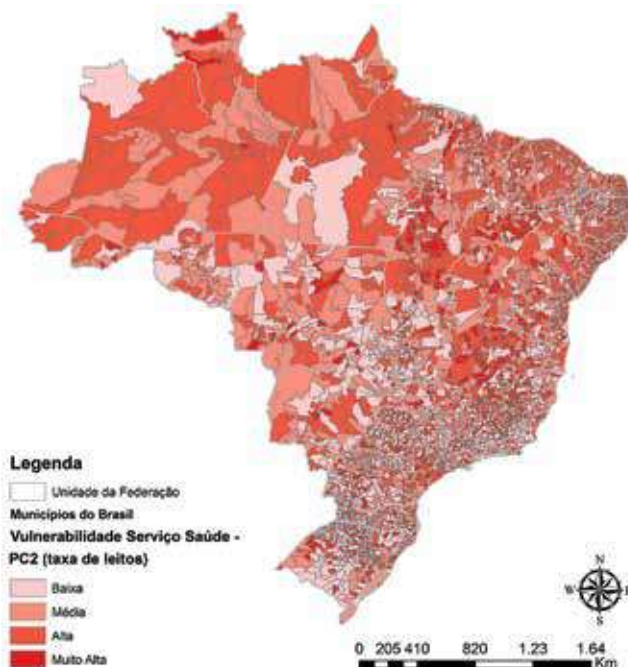 Legenda
Unidade da Federação
Municípios do Brasil
Vulnerabilidade Serviço Saúde -
PC2 (taxa de leitos)
Baixa
Média
Alta
Muito Alta
N
W E
S
0 205 410 820 1.23 1.64
Km